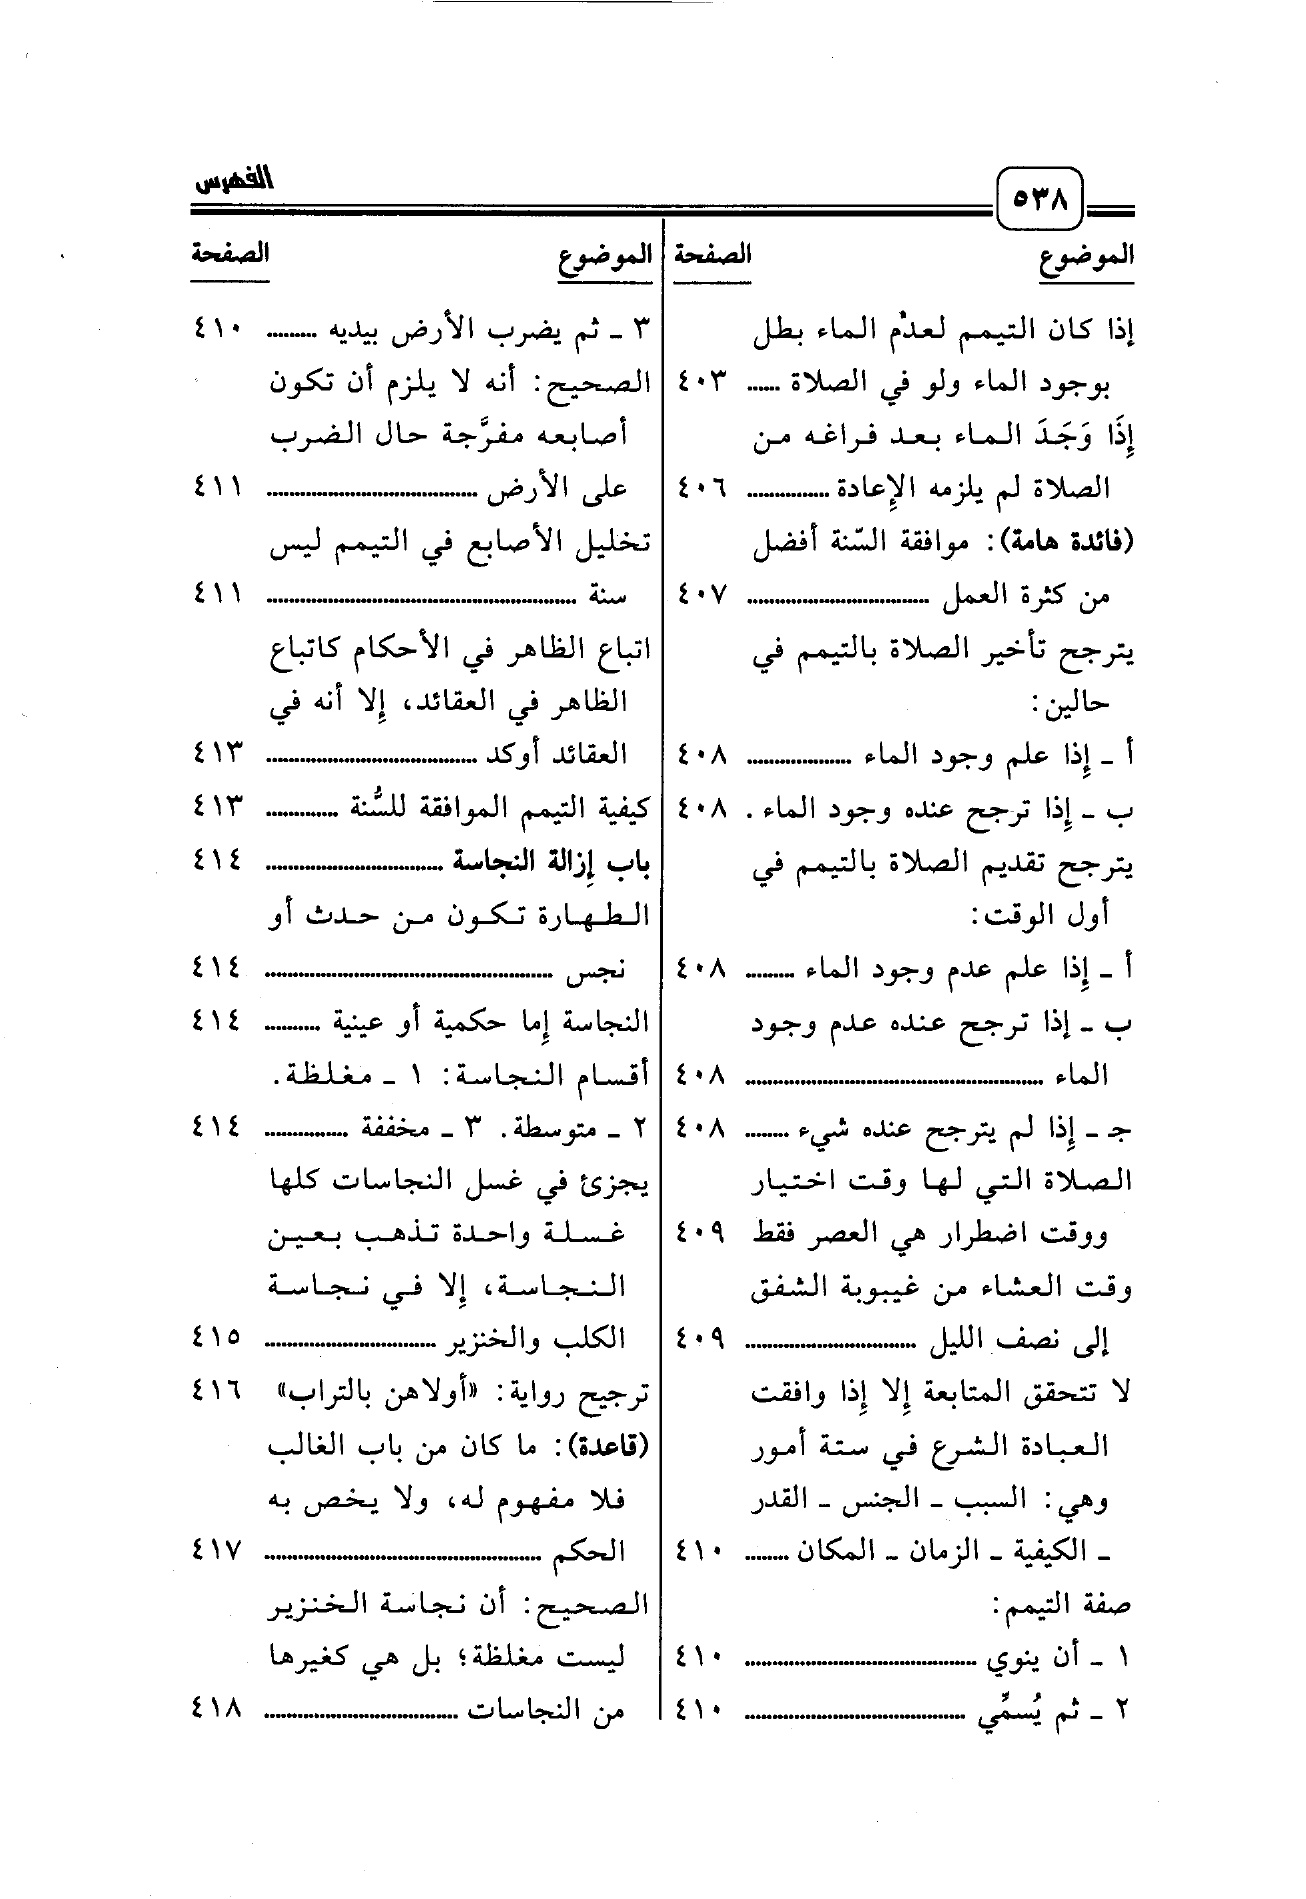 ٥٣٨
الفهرس
الموضوع الصفحة
إذا كان التيمم لعدم الماء بطل
بوجود الماء ولو في الصلاة ...... ٤٠٣
إِذَا وَجَدَ الماء بعد فراغه من
الصلاة لم يلزمه الإعادة ............... ٤٠٦
(فائدة هامة): موافقة السّنة أفضل
من كثرة العمل ................................. ٤٠٧
يترجح تأخير الصلاة بالتيمم في
حالين:
أ ـ إِذا علم وجود الماء ................... ٤٠٨
ب ـ إِذا ترجح عنده وجود الماء . ٤٠٨
يترجح تقديم الصلاة بالتيمم في
أول الوقت:
أ ـ إِذا علم عدم وجود الماء ......... ٤٠٨
ب ـ إذا ترجح عنده عدم وجود
الماء ...................................................... ٤٠٨
جـ ـ إِذا لم يترجح عنده شيء ........ ٤٠٨
الصلاة التي لها وقت اختيار
ووقت اضطرار هي العصر فقط ٤٠٩
وقت العشاء من غيبوبة الشفق
إلى نصف الليل ............................... ٤٠٩
لا تتحقق المتابعة إِلا إِذا وافقت
العبادة الشرع في ستة أمور
وهي: السبب ـ الجنس ـ القدر
ـ الكيفية ـ الزمان ـ المكان ........ ٤١٠
صفة التيمم:
١ ـ أن ينوي .......................................... ٤١٠
٢ ـ ثم يُسمِّي ........................................ ٤١٠
الموضوع الصفحة
٣ ـ ثم يضرب الأرض بيديه ......... ٤١٠
الصحيح: أنه لا يلزم أن تكون
أصابعه مفرَّجة حال الضرب
على الأرض ...................................... ٤١١
تخليل الأصابع في التيمم ليس
سنة ........................................................ ٤١١
اتباع الظاهر في الأحكام كاتباع
الظاهر في العقائد، إِلا أنه في
العقائد أوكد ...................................... ٤١٣
كيفية التيمم الموافقة للسُّنة ............. ٤١٣
باب إِزالة النجاسة ................................ ٤١٤
الطهارة تكون من حدث أو
نجس .................................................... ٤١٤
النجاسة إِما حكمية أو عينية .......... ٤١٤
أقسام النجاسة: ١ ـ مغلظة.
٢ ـ متوسطة. ٣ ـ مخففة ............... ٤١٤
يجزئ في غسل النجاسات كلها
غسلة واحدة تذهب بعين
النجاسة، إِلا في نجاسة
الكلب والخنزير ............................... ٤١٥
ترجيح رواية: «أولاهن بالتراب» ٤١٦
(قاعدة): ما كان من باب الغالب
فلا مفهوم له، ولا يخص به
الحكم .................................................. ٤١٧
الصحيح: أن نجاسة الخنزير
ليست مغلظة؛ بل هي كغيرها
من النجاسات ................................... ٤١٨